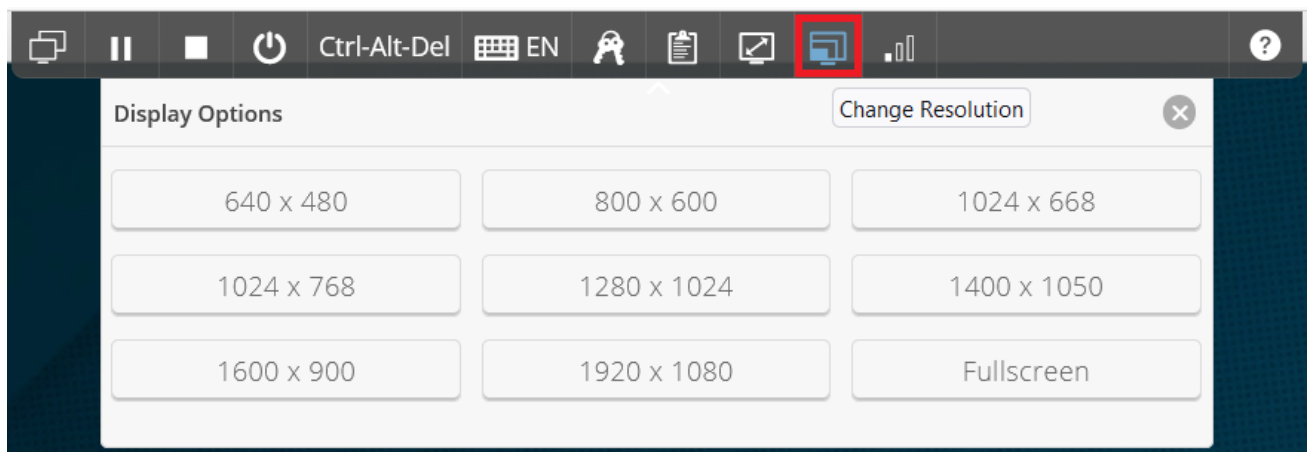 Ctrl-Alt-Del EN ?
Display Options Change Resolution
640 x 480 800 x 600 1024 x 668
1024 x 768 1280 x 1024 1400 x 1050
1600 x 900 1920 x 1080 Fullscreen